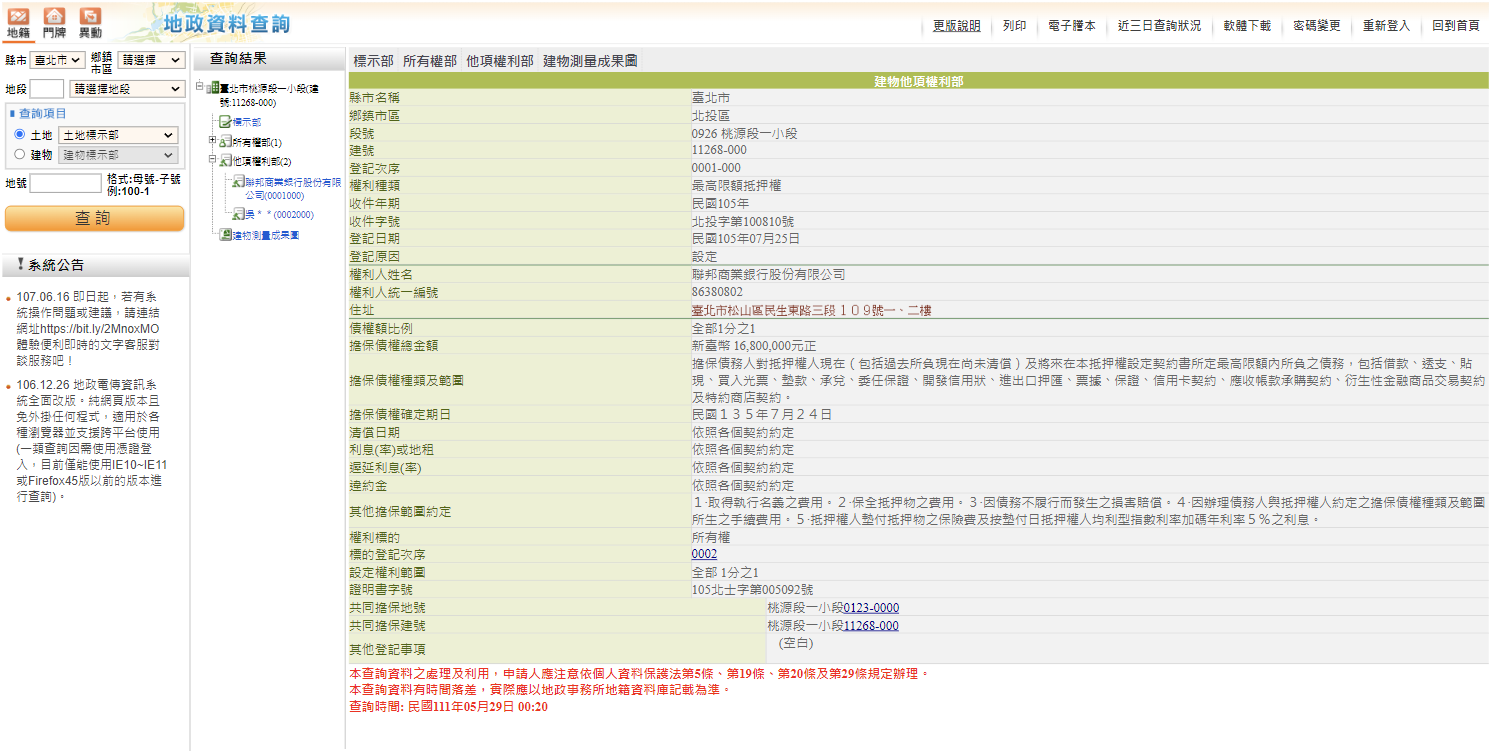 地籍 門牌 異動 地政資料查詢
更版說明 列印 電子謄本 近三日查詢狀況 軟體下載 密碼變更 重新登入 回到首頁
縣市 臺北市 鄉鎮市區 請選擇
地段 請選擇地段
查詢項目
土地 土地標示部
建物 建物標示部
地號 格式:母號-子號
例:100-1
查 詢
系統公告
107.06.16 即日起，若有系
統操作問題或建議，請連結
網址https://bit.ly/2MnoxMO
體驗便利即時的文字客服對
談服務吧！
106.12.26 地政電傳資訊系
統全面改版。純網頁版本且
免外掛任何程式，適用於各
種瀏覽器並支援跨平台使用
(一類查詢因需使用憑證登
入，目前僅能使用IE10~IE11
或Firefox45版以前的版本進
行查詢)。
查詢結果
臺北市桃源段一小段(建
號:11268-000)
標示部
所有權部(1)
他項權利部(2)
聯邦商業銀行股份有限
公司(0001000)
吳＊＊(0002000)
建物測量成果圖
標示部 所有權部 他項權利部 建物測量成果圖
建物他項權利部
縣市名稱 臺北市
鄉鎮市區 北投區
段號 0926 桃源段一小段
建號 11268-000
登記次序 0001-000
權利種類 最高限額抵押權
收件年期 民國105年
收件字號 北投字第100810號
登記日期 民國105年07月25日
登記原因 設定
權利人姓名 聯邦商業銀行股份有限公司
權利人統一編號 86380802
住址 臺北市松山區民生東路三段１０９號一、二樓
債權額比例 全部1分之1
擔保債權總金額 新臺幣 16,800,000元正
擔保債權種類及範圍 擔保債務人對抵押權人現在（包括過去所負現在尚未清償）及將來在本抵押權設定契約書所定最高限額內所負之債務，包括借款、透支、貼
現、買入光票、墊款、承兌、委任保證、開發信用狀、進出口押匯、票據、保證、信用卡契約、應收帳款承購契約、衍生性金融商品交易契約
及特約商店契約。
擔保債權確定期日 民國１３５年７月２４日
清償日期 依照各個契約約定
利息(率)或地租 依照各個契約約定
遲延利息(率) 依照各個契約約定
違約金 依照各個契約約定
其他擔保範圍約定 １‧取得執行名義之費用。２‧保全抵押物之費用。３‧因債務不履行而發生之損害賠償。４‧因辦理債務人與抵押權人約定之擔保債權種類及範圍
所生之手續費用。５‧抵押權人墊付抵押物之保險費及按墊付日抵押權人均利型指數利率加碼年利率５％之利息。
權利標的 所有權
標的登記次序 0002
設定權利範圍 全部 1分之1
證明書字號 105北士字第005092號
共同擔保地號 桃源段一小段0123-0000
共同擔保建號 桃源段一小段11268-000
其他登記事項 (空白)
本查詢資料之處理及利用，申請人應注意依個人資料保護法第5條、第19條、第20條及第29條規定辦理。
本查詢資料有時間落差，實際應以地政事務所地籍資料庫記載為準。
查詢時間: 民國111年05月29日 00:20